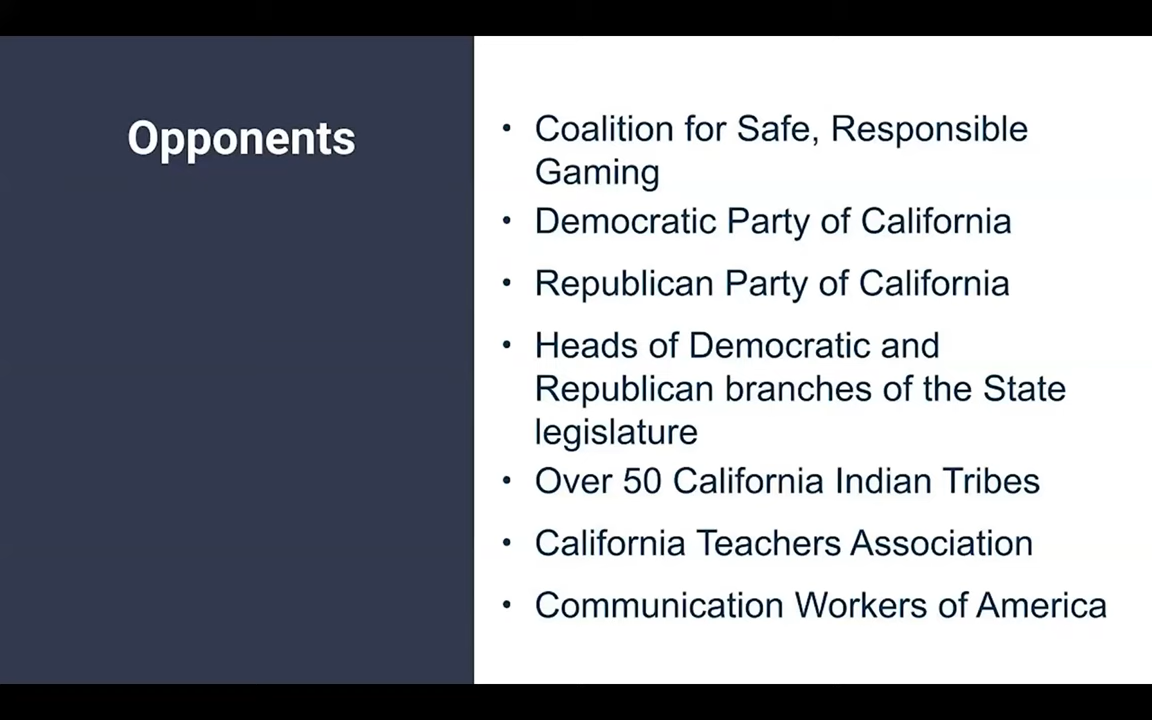 Opponents
• Coalition for Safe, Responsible
Gaming
• Democratic Party of California
• Republican Party of California
• Heads of Democratic and
Republican branches of the State
legislature
• Over 50 California Indian Tribes
• California Teachers Association
• Communication Workers of America